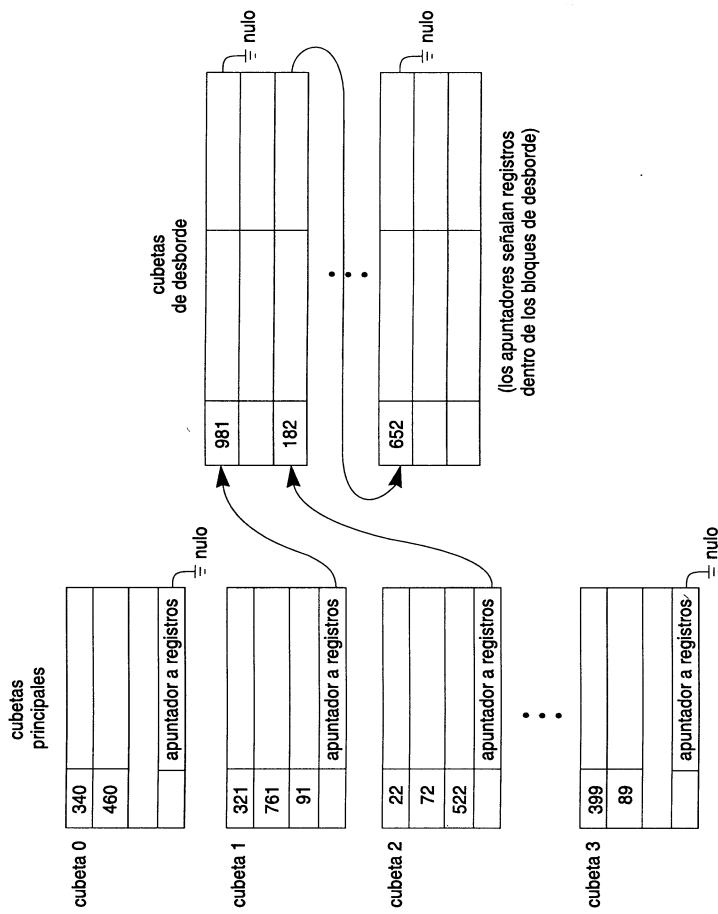 cubetas
principales
cubeta 0
340
460
apuntador a registros
nulo
cubeta 1
321
761
91
apuntador a registros
cubeta 2
22
72
522
apuntador a registros
cubeta 3
399
89
apuntador a registros
nulo
cubetas
de desborde
981
nulo
182
652
nulo
(los apuntadores señalan registros
dentro de los bloques de desborde)